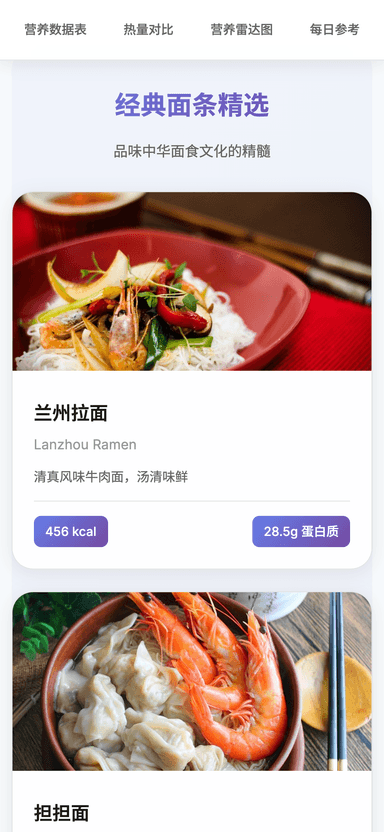 营养数据表 热量对比 营养雷达图 每日参考
经典面条精选
品味中华面食文化的精髓
兰州拉面
Lanzhou Ramen
清真风味牛肉面，汤清味鲜
456 kcal 28.5g 蛋白质
担担面